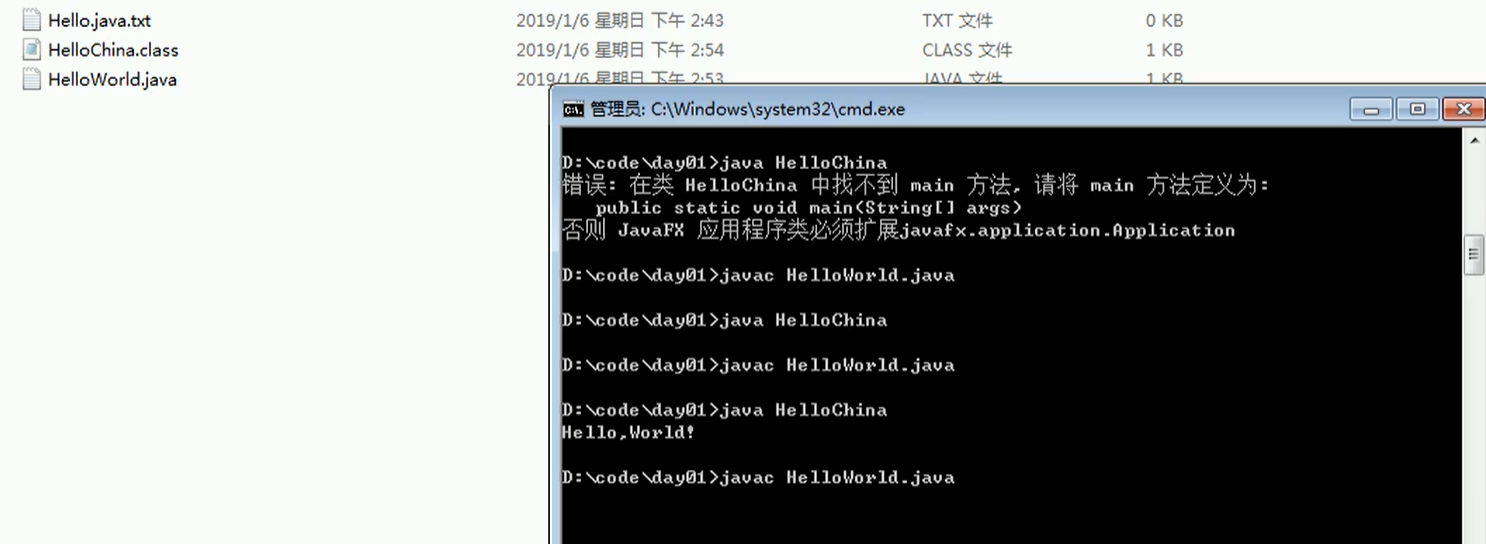 Hello.java.txt 2019/1/6 星期日 下午 2:43 TXT 文件 0 KB
HelloChina.class 2019/1/6 星期日 下午 2:54 CLASS 文件 1 KB
HelloWorld.java 2019/1/6 星期日 下午 2:53 JAVA 文件 1 KB
管理员: C:\Windows\system32\cmd.exe
D:\code\day01>java HelloChina
错误: 在类 HelloChina 中找不到 main 方法, 请将 main 方法定义为:
public static void main(String[] args)
否则 JavaFX 应用程序类必须扩展javafx.application.Application
D:\code\day01>javac HelloWorld.java
D:\code\day01>java HelloChina
D:\code\day01>javac HelloWorld.java
D:\code\day01>java HelloChina
Hello,World!
D:\code\day01>javac HelloWorld.java